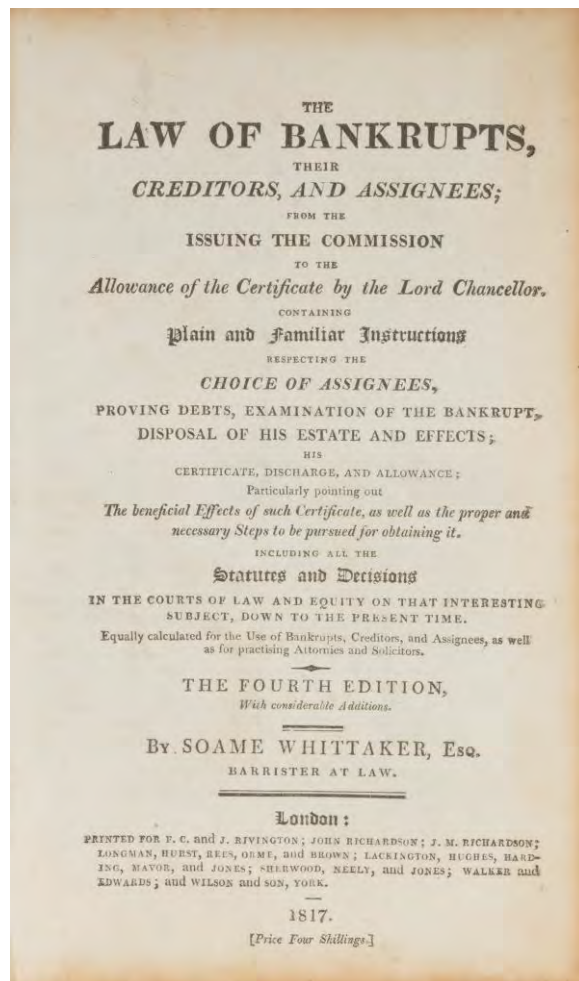 THE
LAW OF BANKRUPTS,
THEIR
CREDITORS, AND ASSIGNEES;
FROM THE
ISSUING THE COMMISSION
TO THE
Allowance of the Certificate by the Lord Chancellor.
CONTAINING
Plain and Familiar Instructions
RESPECTING THE
CHOICE OF ASSIGNEES,
PROVING DEBTS, EXAMINATION OF THE BANKRUPT,
DISPOSAL OF HIS ESTATE AND EFFECTS;
HIS
CERTIFICATE, DISCHARGE, AND ALLOWANCE;
Particularly pointing out
The beneficial Effects of such Certificate, as well as the proper and
necessary Steps to be pursued for obtaining it.
INCLUDING ALL THE
Statutes and Decisions
IN THE COURTS OF LAW AND EQUITY ON THAT INTERESTING
SUBJECT, DOWN TO THE PRESENT TIME.
Equally calculated for the Use of Bankrupts, Creditors, and Assignees, as well
as for practising Attornies and Solicitors.
THE FOURTH EDITION,
With considerable Additions.
BY SOAME WHITTAKER, ESQ.
BARRISTER AT LAW.
London:
PRINTED FOR F. C. and J. RIVINGTON; JOHN RICHARDSON; J. M. RICHARDSON;
LONGMAN, HURST, REES, ORME, and BROWN; LACKINGTON, HUGHES, HARD-
ING, MAVOR, and JONES; SHERWOOD, NEELY, and JONES; WALKER and
EDWARDS; and WILSON and SON, YORK.
1817.
[Price Four Shillings.]